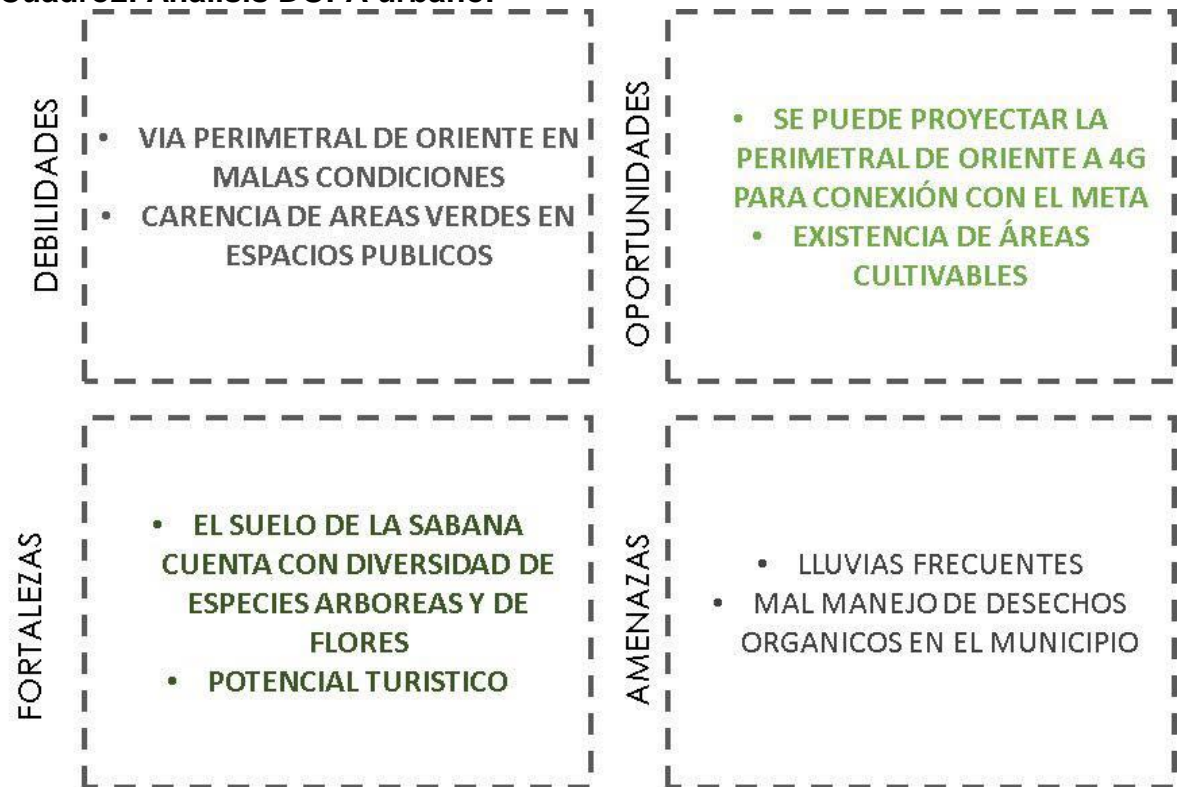 DEBILIDADES
• VIA PERIMETRAL DE ORIENTE EN
MALAS CONDICIONES
• CARENCIA DE AREAS VERDES EN
ESPACIOS PUBLICOS
OPORTUNIDADES
• SE PUEDE PROYECTAR LA
PERIMETRAL DE ORIENTE A 4G
PARA CONEXIÓN CON EL META
• EXISTENCIA DE ÁREAS
CULTIVABLES
FORTALEZAS
• EL SUELO DE LA SABANA
CUENTA CON DIVERSIDAD DE
ESPECIES ARBOREAS Y DE
FLORES
• POTENCIAL TURISTICO
AMENAZAS
• LLUVIAS FRECUENTES
• MAL MANEJO DE DESECHOS
ORGANICOS EN EL MUNICIPIO